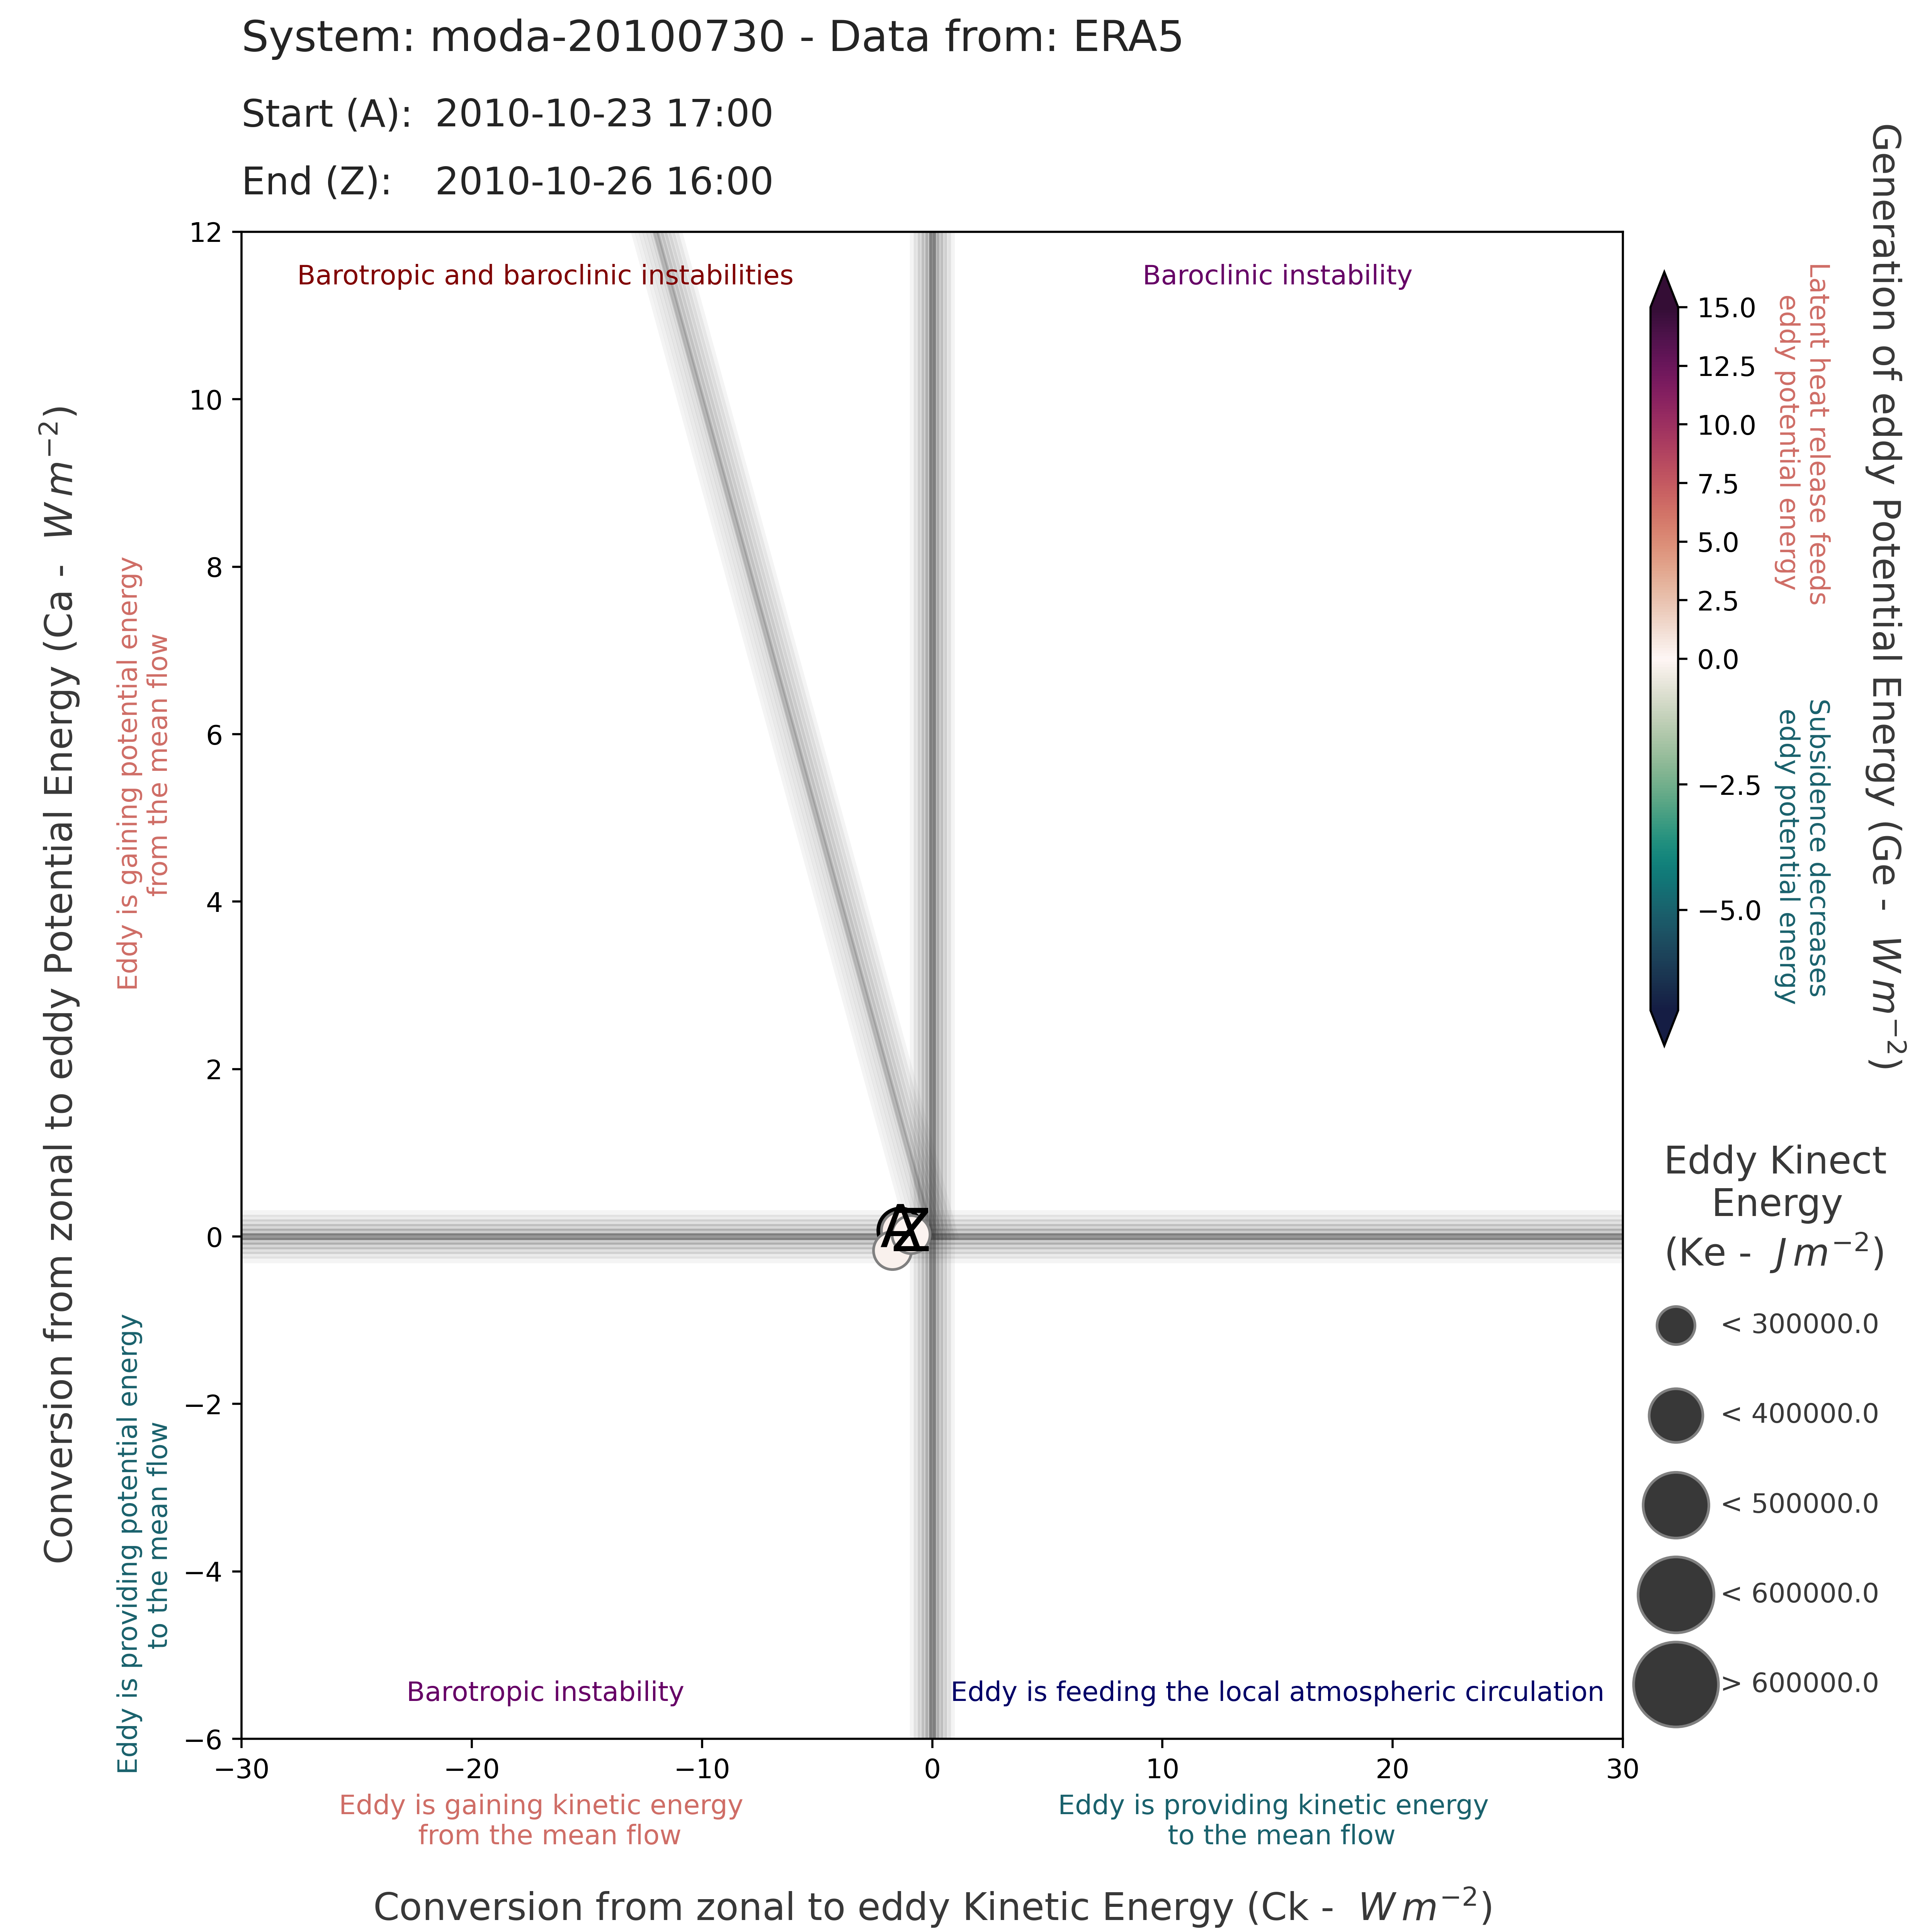 System: moda-20100730 - Data from: ERA5
Start (A): 2010-10-23 17:00
End (Z): 2010-10-26 16:00
Barotropic and baroclinic instabilities
Baroclinic instability
Barotropic instability
Eddy is feeding the local atmospheric circulation
A
Z
12
10
8
6
4
2
0
−2
−4
−6
−30
−20
−10
0
10
20
30
Conversion from zonal to eddy Potential Energy (Ca - W m⁻²)
Eddy is gaining potential energy
from the mean flow
Eddy is providing potential energy
to the mean flow
Eddy is gaining kinetic energy
from the mean flow
Eddy is providing kinetic energy
to the mean flow
Conversion from zonal to eddy Kinetic Energy (Ck - W m⁻²)
15.0
12.5
10.0
7.5
5.0
2.5
0.0
−2.5
−5.0
Latent heat release feeds
eddy potential energy
Subsidence decreases
eddy potential energy
Generation of eddy Potential Energy (Ge - W m⁻²)
Eddy Kinect
Energy
(Ke - J m⁻²)
< 300000.0
< 400000.0
< 500000.0
< 600000.0
> 600000.0